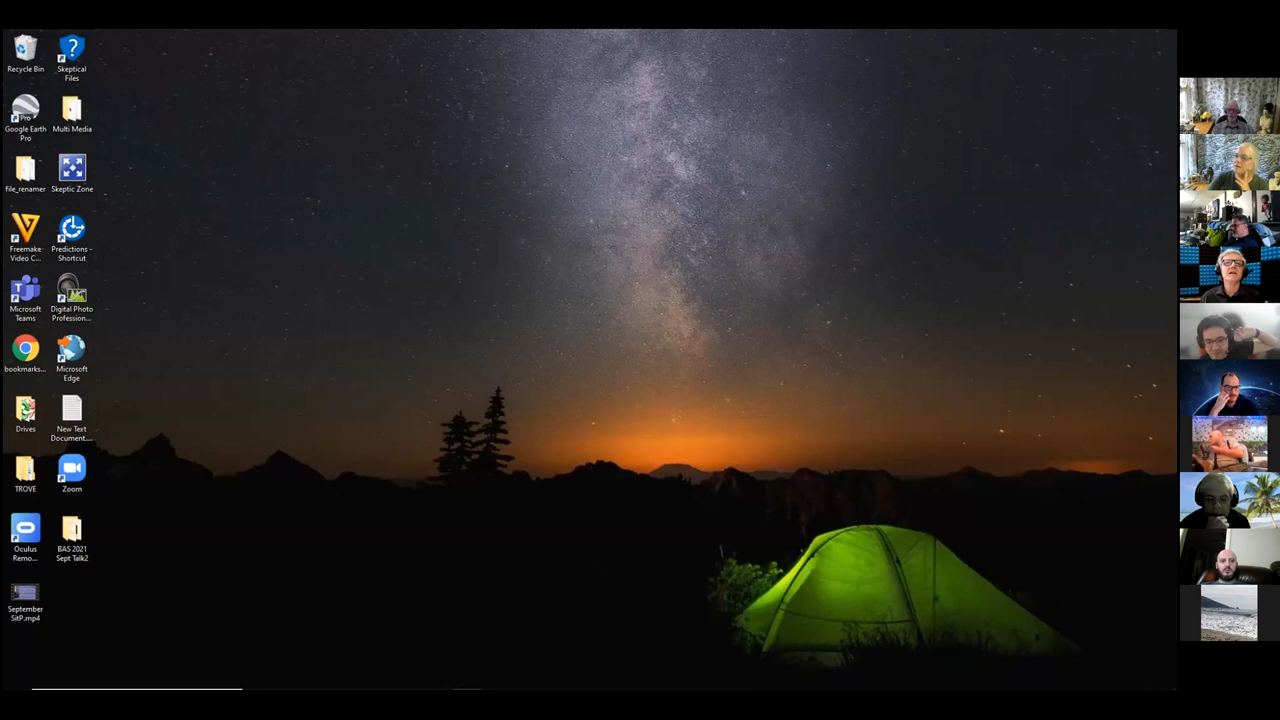 Recycle Bin
Skeptical
Files
Pro
Google Earth
Pro
Multi Media
file_renamer
Skeptic Zone
Freemake
Video C...
Predictions -
Shortcut
Microsoft
Teams
Digital Photo
Profession...
bookmarks...
Microsoft
Edge
Drives
New Text
Document....
TROVE
Zoom
Oculus
Remo...
BAS 2021
Sept Talk2
September
SitP.mp4